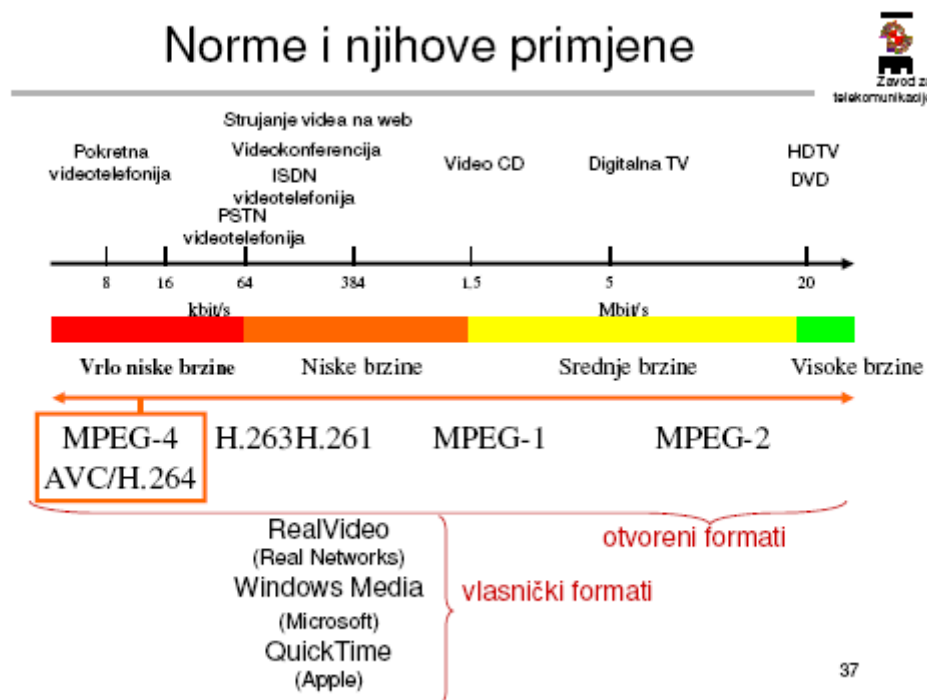 Norme i njihove primjene
Zavod za
telekomunikacije
Strujanje videa na web
Pokretna
videotelefonija
Videokonferencija
ISDN
videotelefonija
PSTN
videotelefonija
Video CD
Digitalna TV
HDTV
DVD
8 16 64 384 1.5 5 20
kbit/s Mbit/s
Vrlo niske brzine Niske brzine Srednje brzine Visoke brzine
MPEG-4 H.263H.261 MPEG-1 MPEG-2
AVC/H.264
RealVideo
(Real Networks)
otvoreni formati
Windows Media
(Microsoft)
vlasnički formati
QuickTime
(Apple)
37